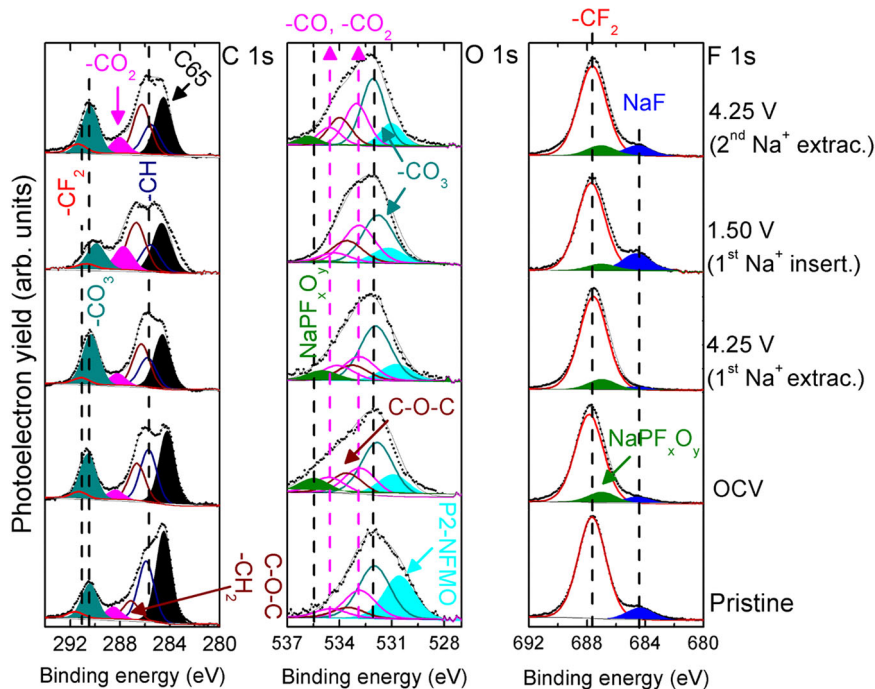 -CO, -CO₂
-CF₂
-CO₂
C65
C 1s
O 1s
F 1s
NaF
4.25 V
(2ⁿᵈ Na⁺ extrac.)
-CF₂
-CH
-CO₃
1.50 V
(1ˢᵗ Na⁺ insert.)
-CO₃
NaPFₓOᵧ
4.25 V
(1ˢᵗ Na⁺ extrac.)
C-O-C
NaPFₓOᵧ
OCV
C-O-C
-CH₂
P2-NFMO
Pristine
Photoelectron yield (arb. units)
292 288 284 280
537 534 531 528
692 688 684 680
Binding energy (eV)
Binding energy (eV)
Binding energy (eV)